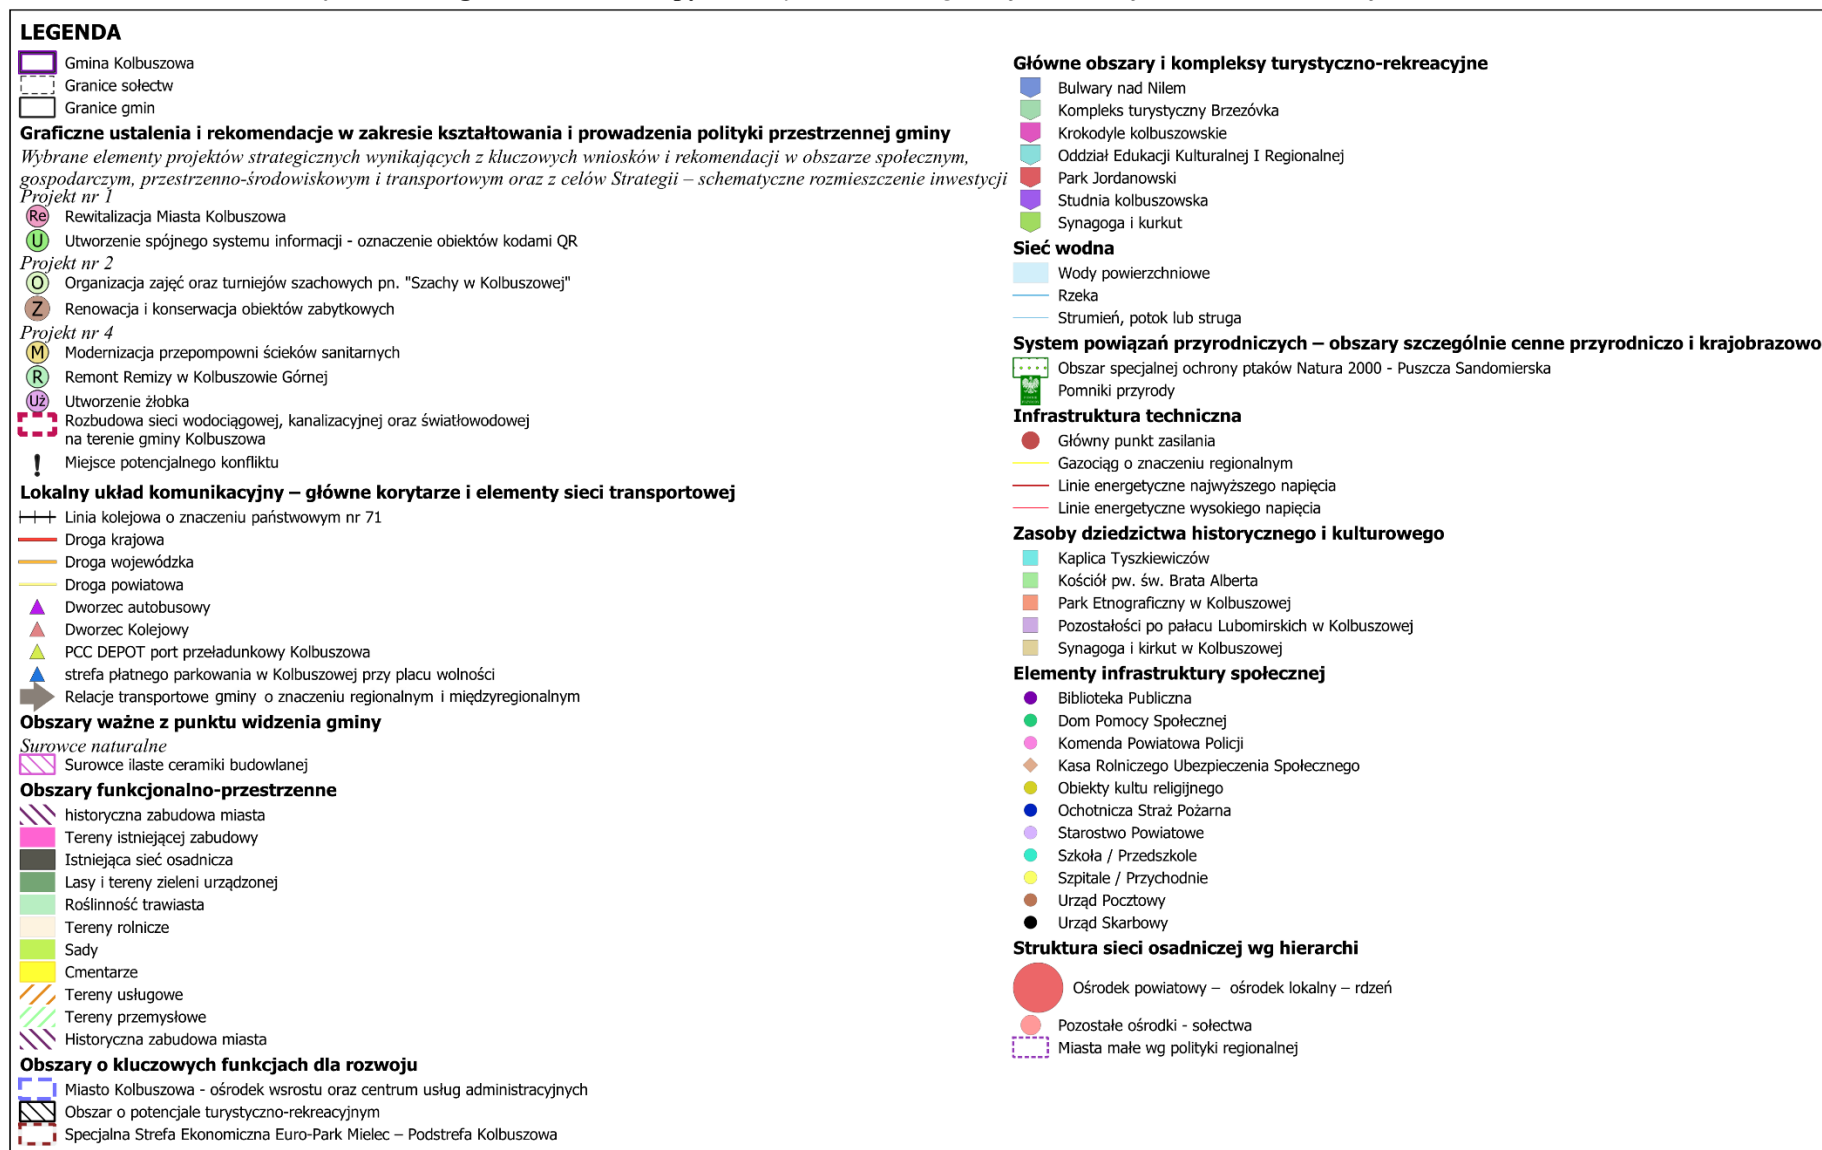 LEGENDA
Gmina Kolbuszowa
Granice sołectw
Granice gmin
Graficzne ustalenia i rekomendacje w zakresie kształtowania i prowadzenia polityki przestrzennej gminy
Wybrane elementy projektów strategicznych wynikających z kluczowych wniosków i rekomendacji w obszarze społecznym,
gospodarczym, przestrzenno-środowiskowym i transportowym oraz z celów Strategii – schematyczne rozmieszczenie inwestycji
Projekt nr 1
Re Rewitalizacja Miasta Kolbuszowa
U Utworzenie spójnego systemu informacji - oznaczenie obiektów kodami QR
Projekt nr 2
O Organizacja zajęć oraz turniejów szachowych pn. "Szachy w Kolbuszowej"
Z Renowacja i konserwacja obiektów zabytkowych
Projekt nr 4
M Modernizacja przepompowni ścieków sanitarnych
R Remont Remizy w Kolbuszowie Górnej
Uż Utworzenie żłobka
Rozbudowa sieci wodociągowej, kanalizacyjnej oraz światłowodowej
na terenie gminy Kolbuszowa
! Miejsce potencjalnego konfliktu
Lokalny układ komunikacyjny – główne korytarze i elementy sieci transportowej
Linia kolejowa o znaczeniu państwowym nr 71
Droga krajowa
Droga wojewódzka
Droga powiatowa
Dworzec autobusowy
Dworzec Kolejowy
PCC DEPOT port przeładunkowy Kolbuszowa
strefa płatnego parkowania w Kolbuszowej przy placu wolności
Relacje transportowe gminy o znaczeniu regionalnym i międzyregionalnym
Obszary ważne z punktu widzenia gminy
Surowce naturalne
Surowce ilaste ceramiki budowlanej
Obszary funkcjonalno-przestrzenne
historyczna zabudowa miasta
Tereny istniejącej zabudowy
Istniejąca sieć osadnicza
Lasy i tereny zieleni urządzonej
Roślinność trawiasta
Tereny rolnicze
Sady
Cmentarze
Tereny usługowe
Tereny przemysłowe
Historyczna zabudowa miasta
Obszary o kluczowych funkcjach dla rozwoju
Miasto Kolbuszowa - ośrodek wsrostu oraz centrum usług administracyjnych
Obszar o potencjale turystyczno-rekreacyjnym
Specjalna Strefa Ekonomiczna Euro-Park Mielec – Podstrefa Kolbuszowa
Główne obszary i kompleksy turystyczno-rekreacyjne
Bulwary nad Nilem
Kompleks turystyczny Brzezówka
Krokodyle kolbuszowskie
Oddział Edukacji Kulturalnej I Regionalnej
Park Jordanowski
Studnia kolbuszowska
Synagoga i kurkut
Sieć wodna
Wody powierzchniowe
Rzeka
Strumień, potok lub struga
System powiązań przyrodniczych – obszary szczególnie cenne przyrodniczo i krajobrazowo
Obszar specjalnej ochrony ptaków Natura 2000 - Puszcza Sandomierska
Pomniki przyrody
Infrastruktura techniczna
Główny punkt zasilania
Gazociąg o znaczeniu regionalnym
Linie energetyczne najwyższego napięcia
Linie energetyczne wysokiego napięcia
Zasoby dziedzictwa historycznego i kulturowego
Kaplica Tyszkiewiczów
Kościół pw. św. Brata Alberta
Park Etnograficzny w Kolbuszowej
Pozostałości po pałacu Lubomirskich w Kolbuszowej
Synagoga i kirkut w Kolbuszowej
Elementy infrastruktury społecznej
Biblioteka Publiczna
Dom Pomocy Społecznej
Komenda Powiatowa Policji
Kasa Rolniczego Ubezpieczenia Społecznego
Obiekty kultu religijnego
Ochotnicza Straż Pożarna
Starostwo Powiatowe
Szkoła / Przedszkole
Szpitale / Przychodnie
Urząd Pocztowy
Urząd Skarbowy
Struktura sieci osadniczej wg hierarchi
Ośrodek powiatowy – ośrodek lokalny – rdzeń
Pozostałe ośrodki - sołectwa
Miasta małe wg polityki regionalnej